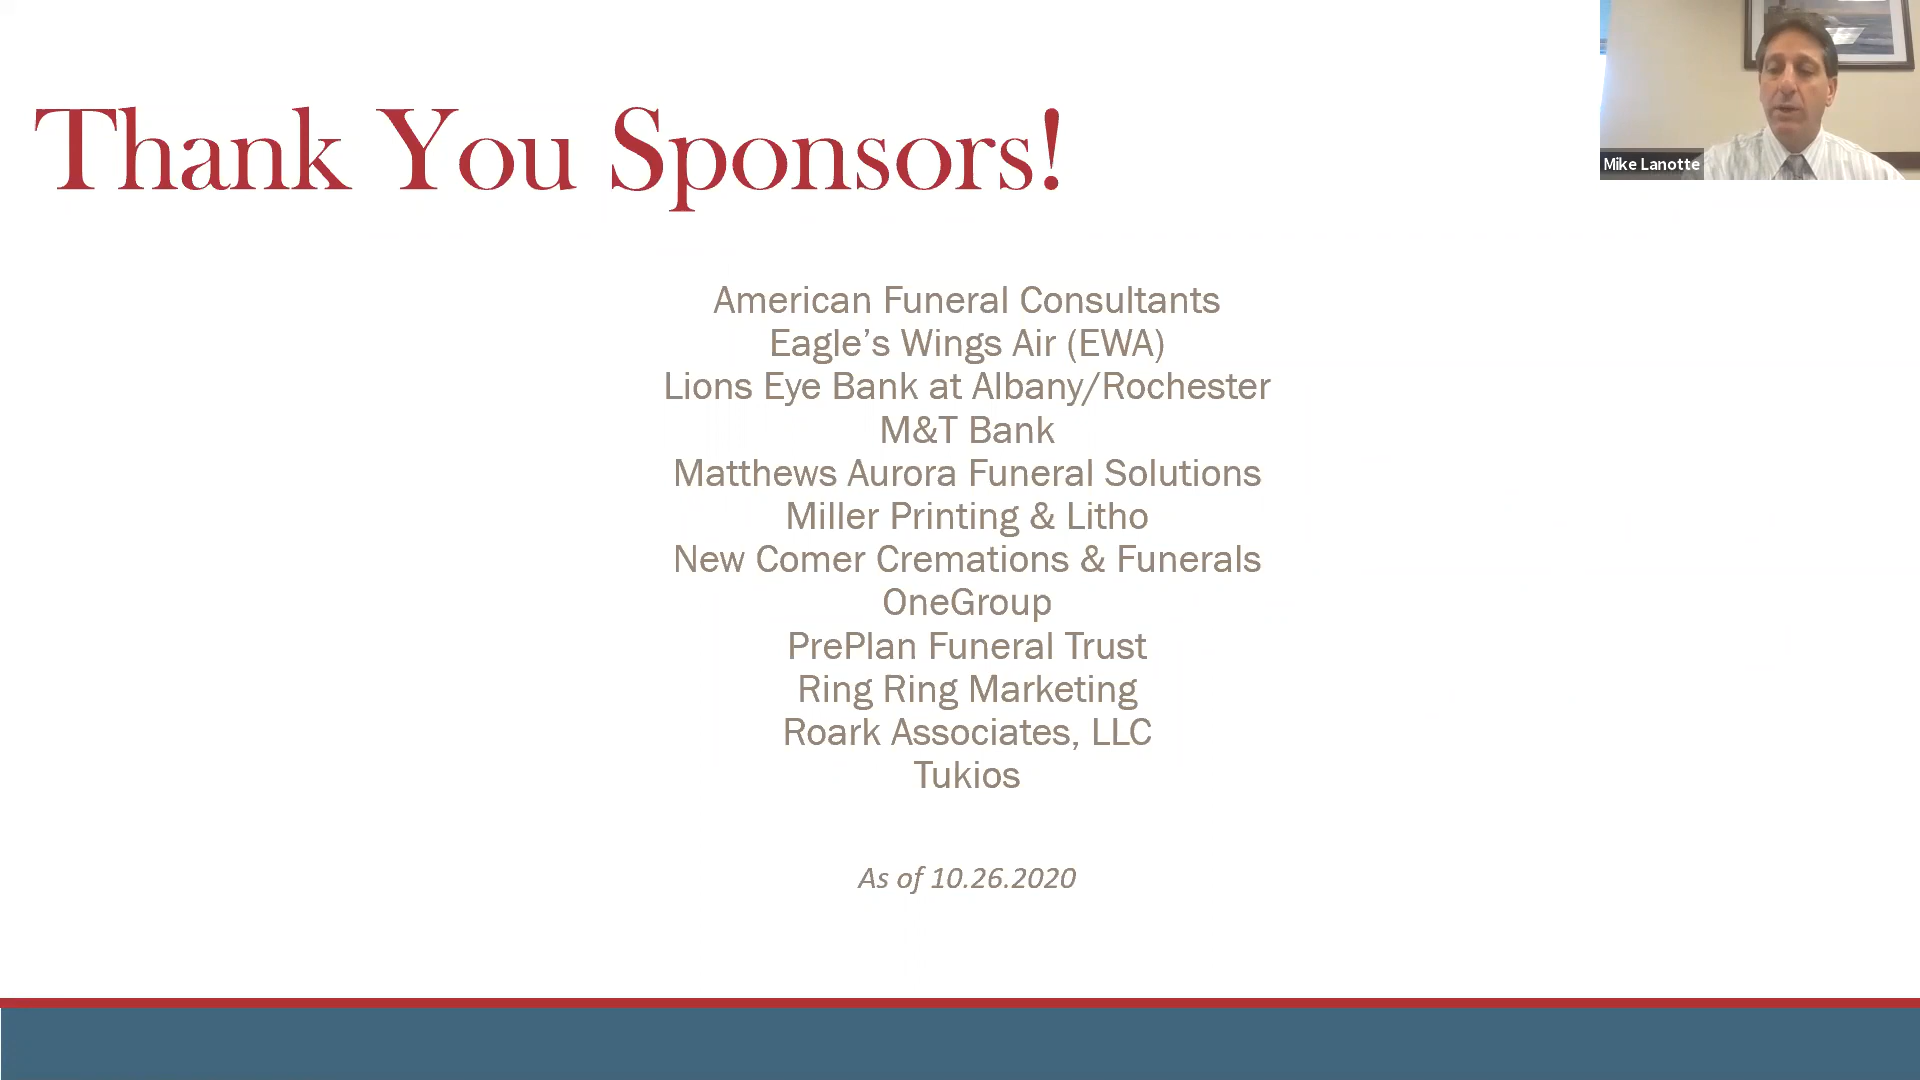 Thank You Sponsors!
Mike Lanotte
American Funeral Consultants
Eagle’s Wings Air (EWA)
Lions Eye Bank at Albany/Rochester
M&T Bank
Matthews Aurora Funeral Solutions
Miller Printing & Litho
New Comer Cremations & Funerals
OneGroup
PrePlan Funeral Trust
Ring Ring Marketing
Roark Associates, LLC
Tukios
As of 10.26.2020